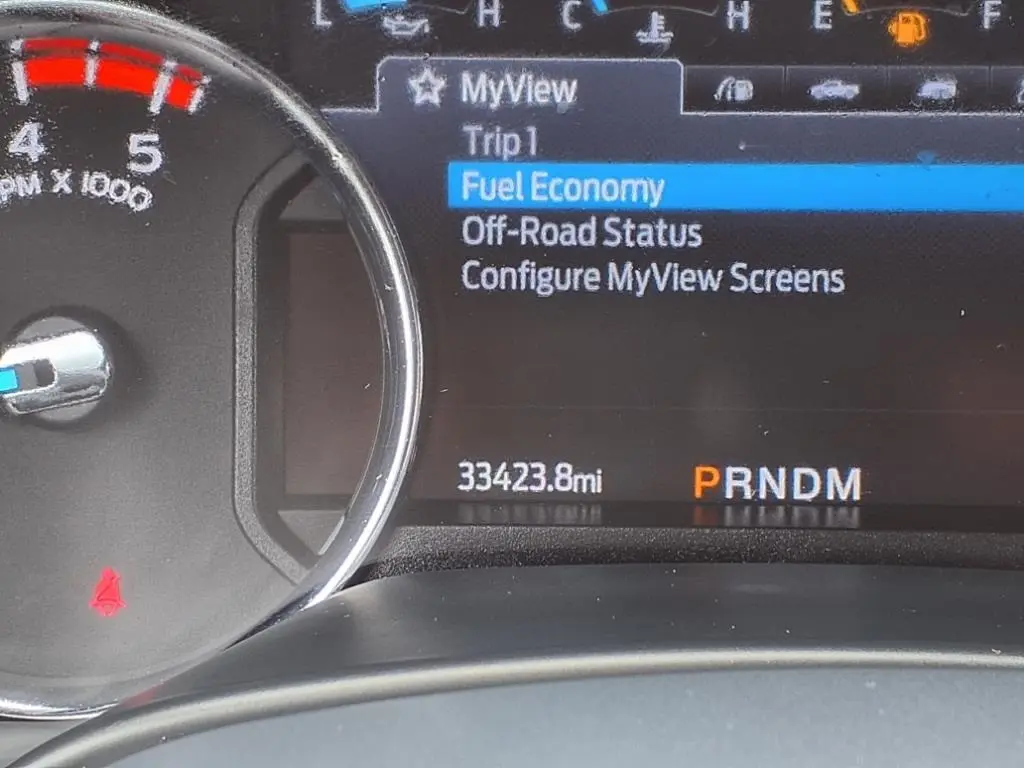 L H C H E F
MyView
Trip 1
Fuel Economy
Off-Road Status
Configure MyView Screens
4 5
PM X 1000
33423.8mi PRNDM